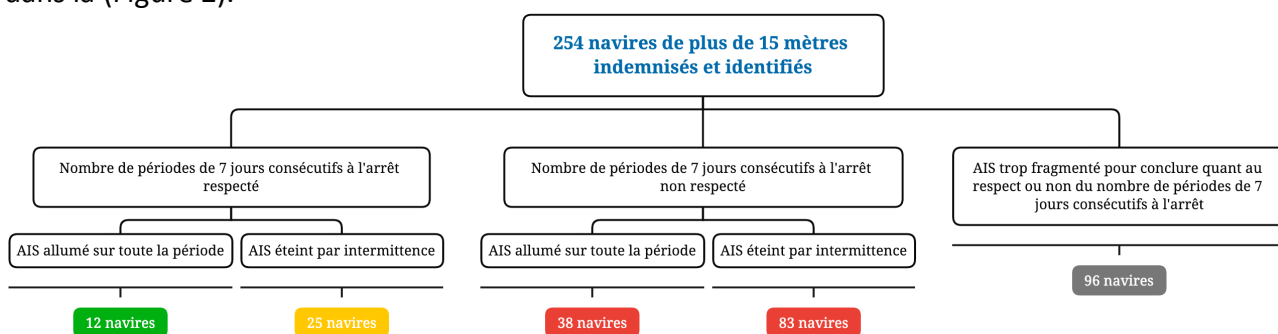 dans la (Figure 2).
254 navires de plus de 15 mètres
indemnisés et identifiés
Nombre de périodes de 7 jours consécutifs à l'arrêt
respecté
Nombre de périodes de 7 jours consécutifs à l'arrêt
non respecté
AIS trop fragmenté pour conclure quant au
respect ou non du nombre de périodes de 7
jours consécutifs à l'arrêt
AIS allumé sur toute la période
AIS éteint par intermittence
AIS allumé sur toute la période
AIS éteint par intermittence
96 navires
12 navires
25 navires
38 navires
83 navires